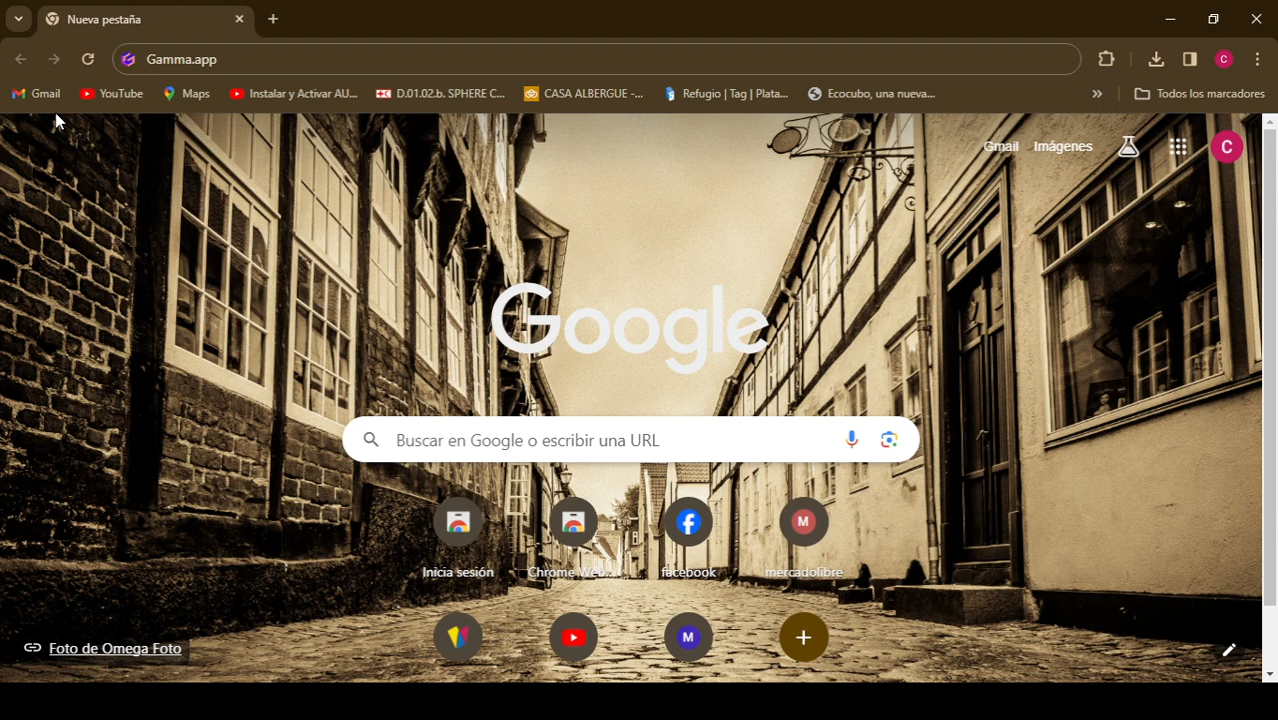 Nueva pestaña
Gamma.app
Gmail
YouTube
Maps
Instalar y Activar AU...
D.01.02.b. SPHERE C...
CASA ALBERGUE -...
Refugio | Tag | Plata...
Ecocubo, una nueva...
Todos los marcadores
Gmail
Imágenes
C
C
Google
Buscar en Google o escribir una URL
M
Inicia sesión
Chrome Web...
facebook
mercadolibre
M
Foto de Omega Foto